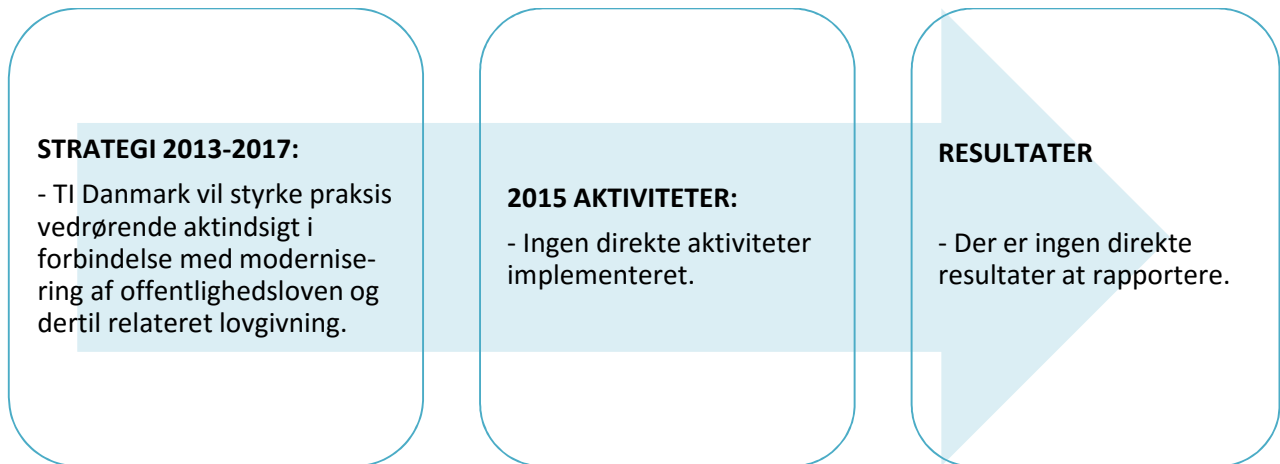 STRATEGI 2013-2017:
- TI Danmark vil styrke praksis
vedrørende aktindsigt i
forbindelse med modernise-
ring af offentlighedsloven og
dertil relateret lovgivning.
2015 AKTIVITETER:
- Ingen direkte aktiviteter
implementeret.
RESULTATER
- Der er ingen direkte
resultater at rapportere.